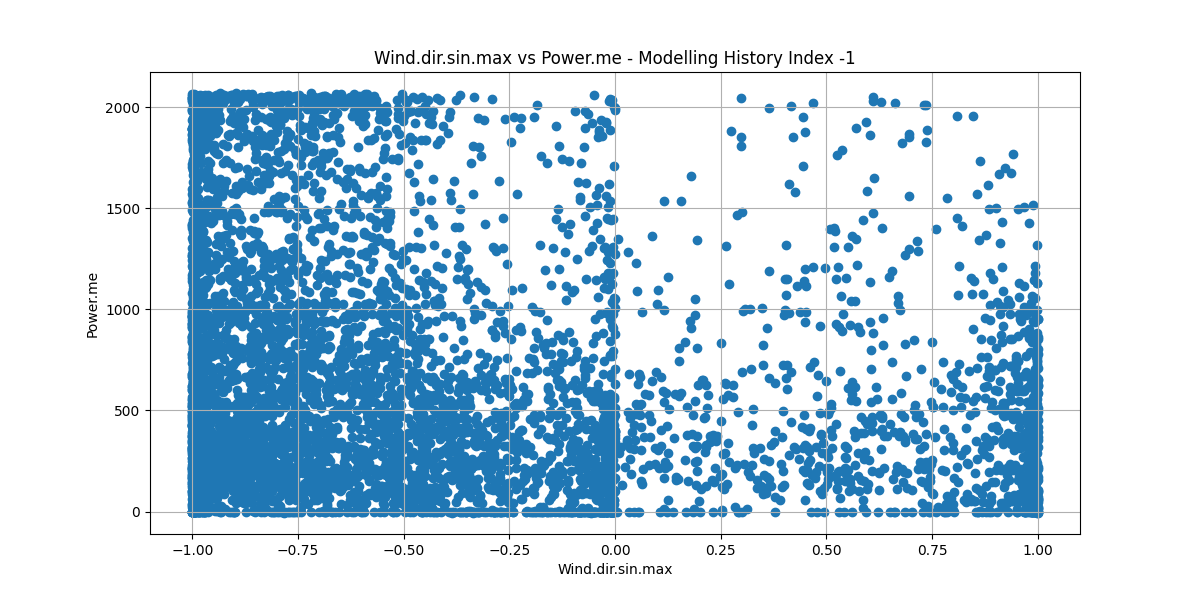 Wind.dir.sin.max vs Power.me - Modelling History Index -1
Power.me
2000
1500
1000
500
0
−1.00 −0.75 −0.50 −0.25 0.00 0.25 0.50 0.75 1.00
Wind.dir.sin.max